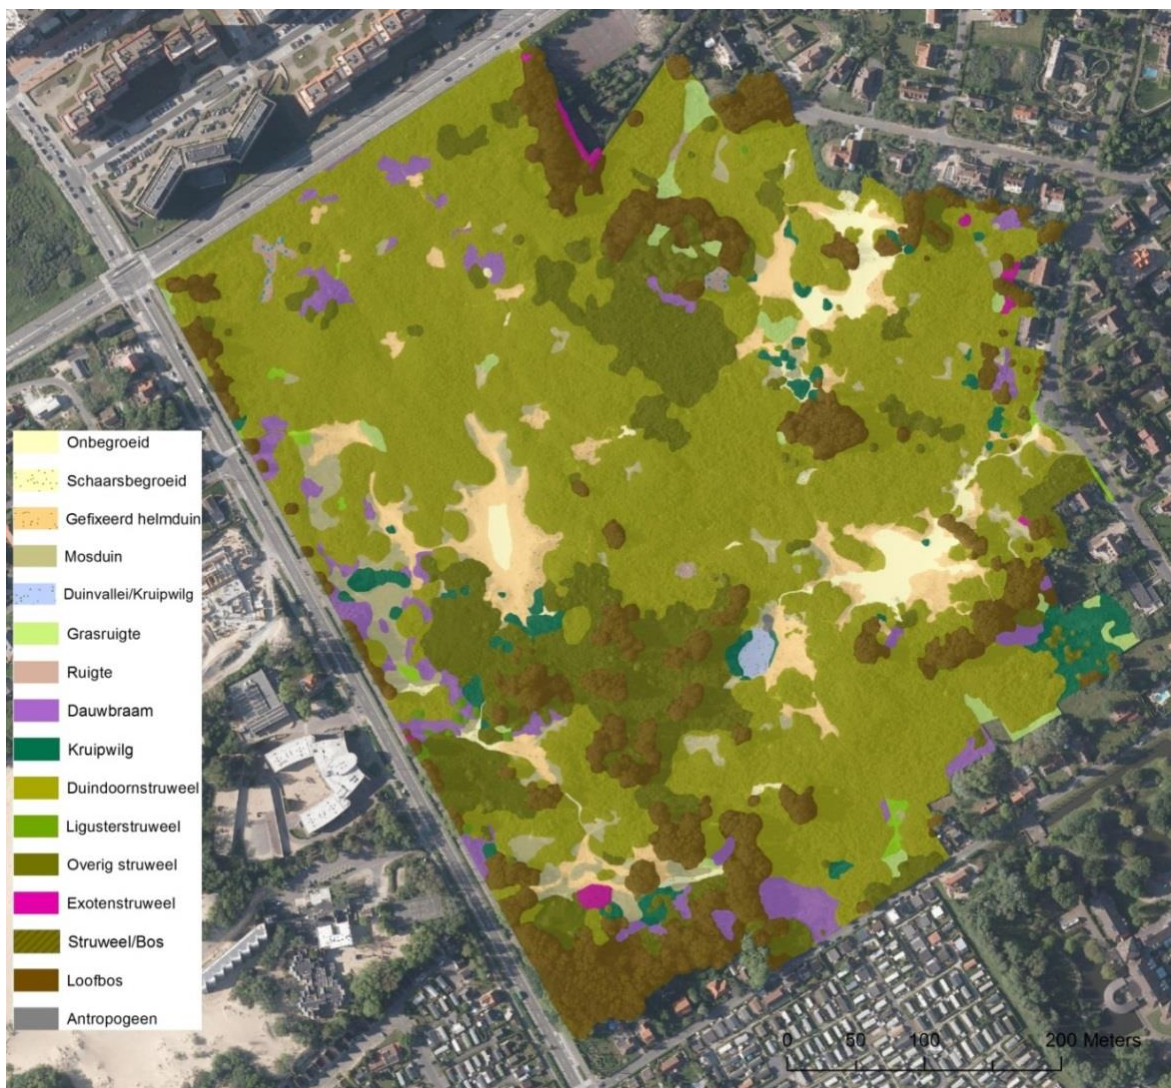 Onbegroeid
Schaarsbegroeid
Gefixeerd helmduin
Mosduin
Duinvallei/Kruipwilg
Grasruigte
Ruigte
Dauwbraam
Kruipwilg
Duindoornstruweel
Ligusterstruweel
Overig struweel
Exotenstruweel
Struweel/Bos
Loofbos
Antropogeen
0 50 100 200 Meters